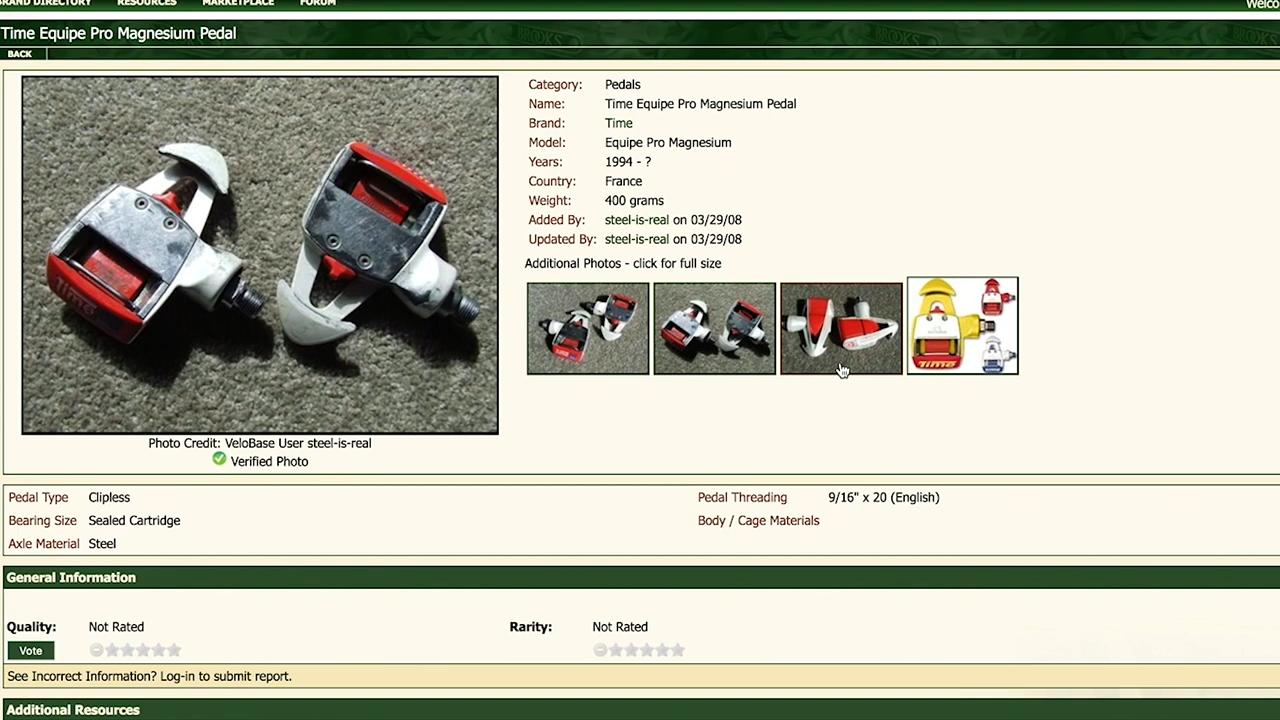 BRAND DIRECTORY RESOURCES MARKETPLACE FORUM Welco
Time Equipe Pro Magnesium Pedal
BACK
Category: Pedals
Name: Time Equipe Pro Magnesium Pedal
Brand: Time
Model: Equipe Pro Magnesium
Years: 1994 - ?
Country: France
Weight: 400 grams
Added By: steel-is-real on 03/29/08
Updated By: steel-is-real on 03/29/08
Additional Photos - click for full size
Time
TIME
Photo Credit: VeloBase User steel-is-real
Verified Photo
Pedal Type Clipless Pedal Threading 9/16" x 20 (English)
Bearing Size Sealed Cartridge Body / Cage Materials
Axle Material Steel
General Information
Quality: Not Rated Rarity: Not Rated
Vote
See Incorrect Information? Log-in to submit report.
Additional Resources